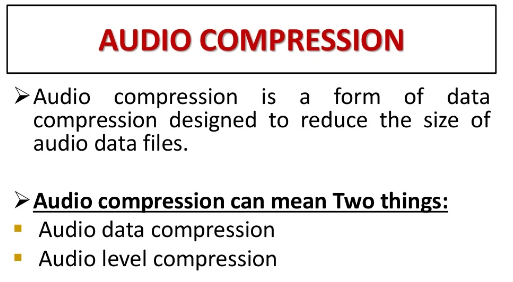 AUDIO COMPRESSION
➢Audio compression is a form of data
compression designed to reduce the size of
audio data files.
➢Audio compression can mean Two things:
▪ Audio data compression
▪ Audio level compression